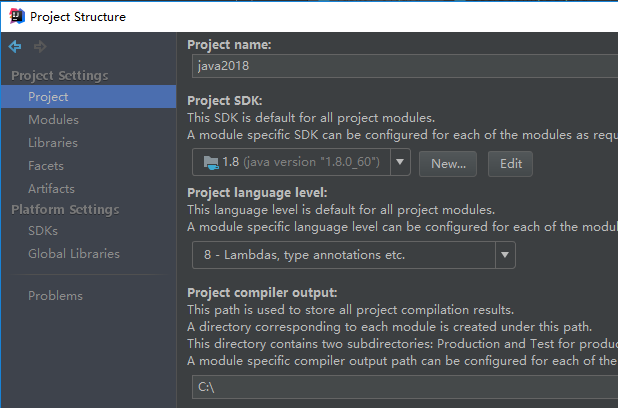 Project Structure
Project Settings
Project
Modules
Libraries
Facets
Artifacts
Platform Settings
SDKs
Global Libraries
Problems
Project name:
java2018
Project SDK:
This SDK is default for all project modules.
A module specific SDK can be configured for each of the modules as
1.8 (java version "1.8.0_60")
New...
Edit
Project language level:
This language level is default for all project modules.
A module specific language level can be configured for each of the
8 - Lambdas, type annotations etc.
Project compiler output:
This path is used to store all project compilation results.
A directory corresponding to each module is created under this path.
This directory contains two subdirectories: Production and Test for
A module specific compiler output path can be configured for each of the
C:\